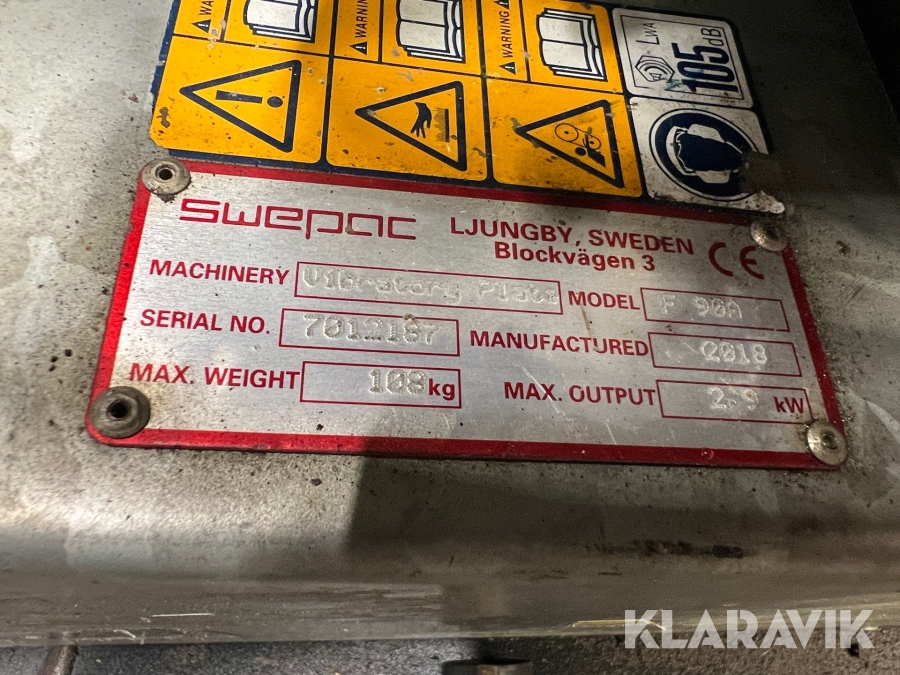 WARNING
WARNING
WARNING
LWA
105dB
swepac
LJUNGBY, SWEDEN
Blockvägen 3
CE
MACHINERY Vibratory Plate MODEL F 90A
SERIAL NO. 7012187 MANUFACTURED 2018
MAX. WEIGHT 108kg MAX. OUTPUT 2.9 kW
KLARAVIK